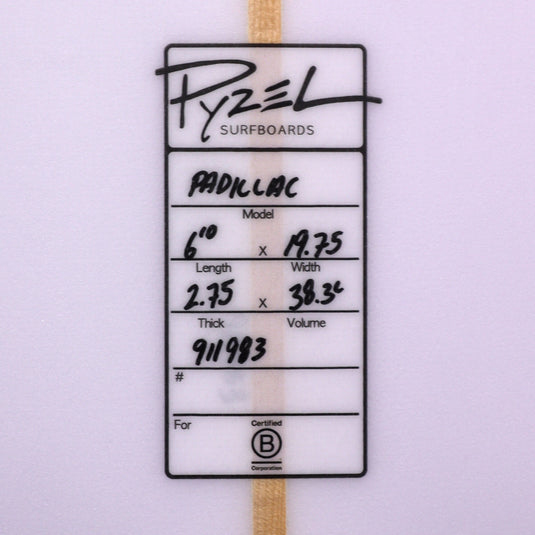 PYZEL
SURFBOARDS
PADILLAC
Model
6"10 x 19.75
Length Width
2.75 x 38.3L
Thick Volume
911983
#
For
Certified
B
Corporation